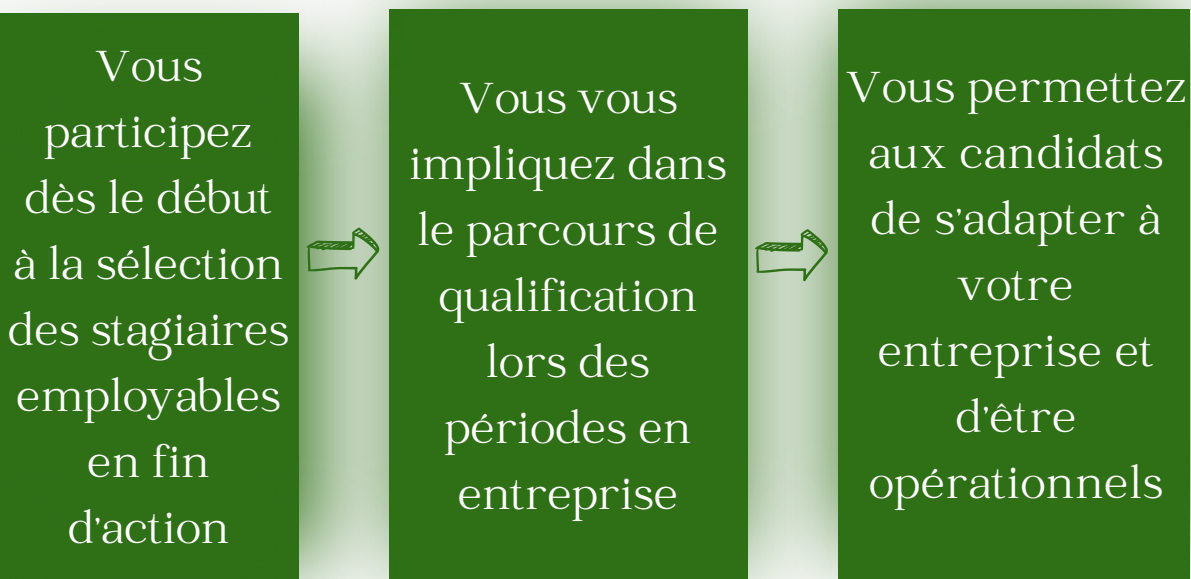 Vous
participez
dès le début
à la sélection
des stagiaires
employables
en fin
d'action
Vous vous
impliquez dans
le parcours de
qualification
lors des
périodes en
entreprise
Vous permettez
aux candidats
de s'adapter à
votre
entreprise et
d'être
opérationnels